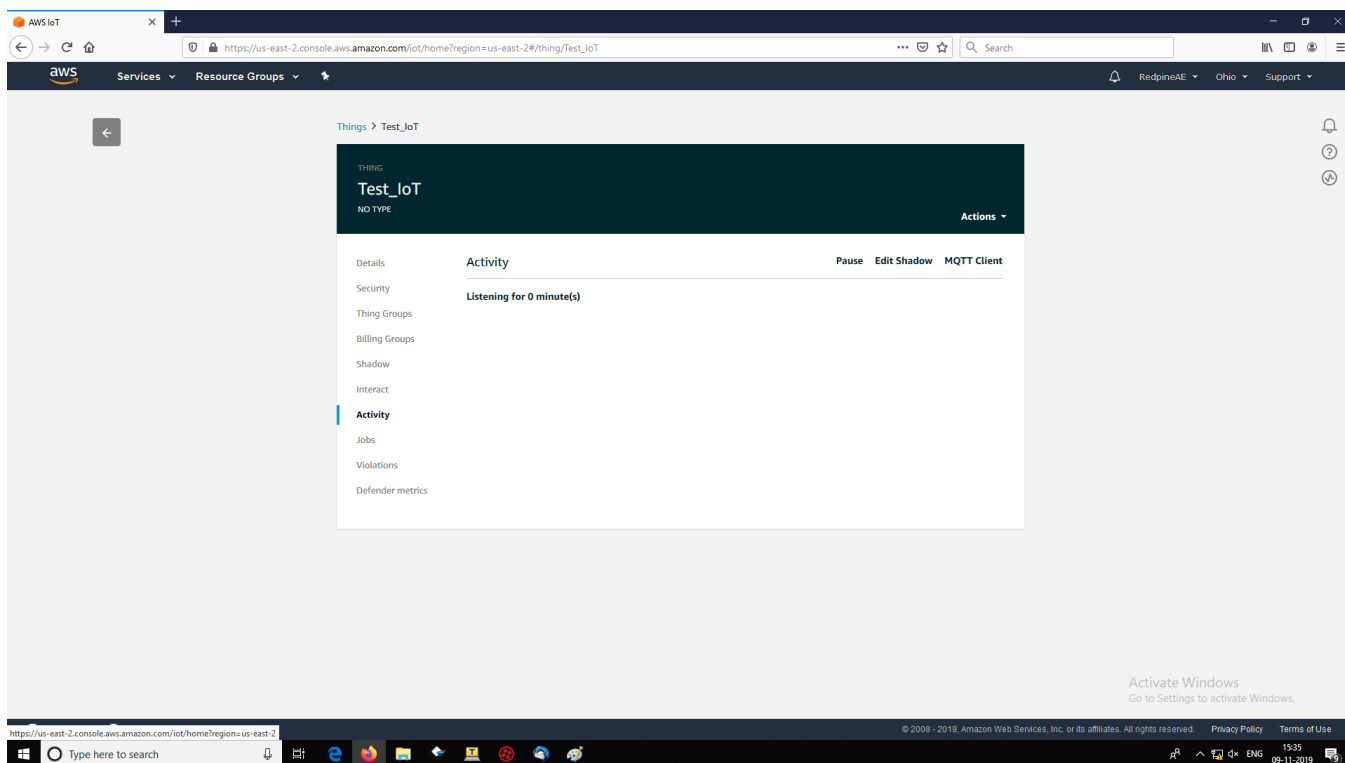 AWS IoT
https://us-east-2.console.aws.amazon.com/iot/home?region=us-east-2#/thing/Test_IoT
Search
aws
Services
Resource Groups
RedpineAE
Ohio
Support
Things > Test_IoT
THING
Test_IoT
NO TYPE
Actions
Details
Security
Thing Groups
Billing Groups
Shadow
Interact
Activity
Jobs
Violations
Defender metrics
Activity
Pause Edit Shadow MQTT Client
Listening for 0 minute(s)
Activate Windows
Go to Settings to activate Windows.
https://us-east-2.console.aws.amazon.com/iot/home?region=us-east-2
© 2008 - 2019, Amazon Web Services, Inc. or its affiliates. All rights reserved. Privacy Policy Terms of Use
Type here to search
ENG
15:35
09-11-2019